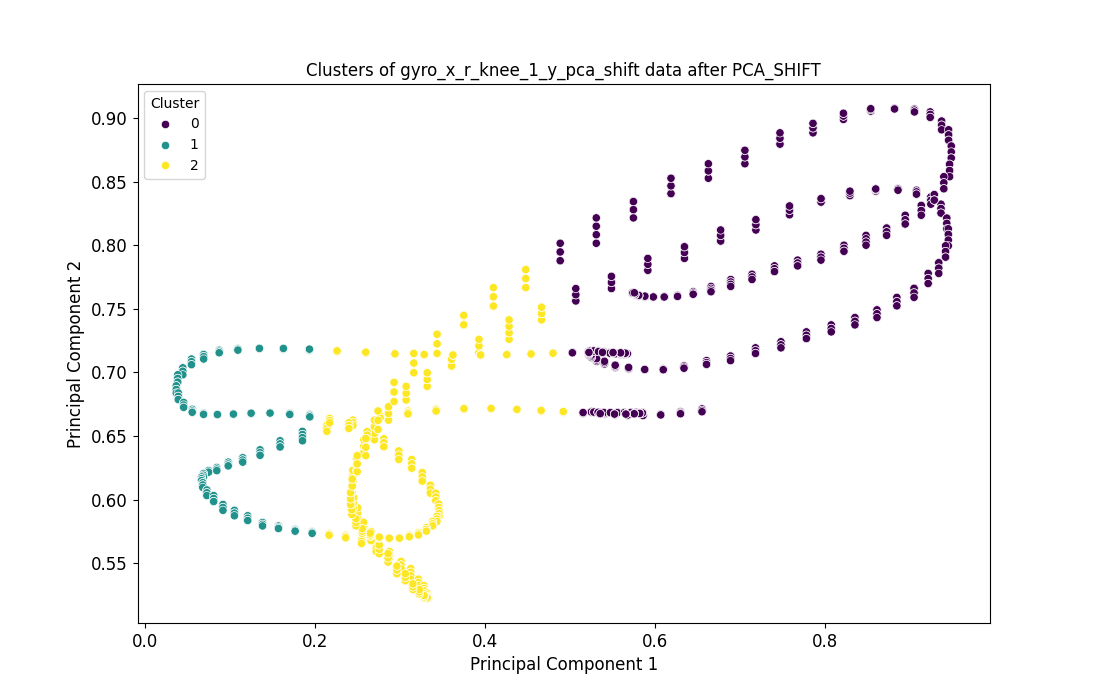 Clusters of gyro_x_r_knee_1_y_pca_shift data after PCA_SHIFT
Cluster
0
1
2
0.90
0.85
0.80
0.75
0.70
0.65
0.60
0.55
Principal Component 2
0.0 0.2 0.4 0.6 0.8
Principal Component 1